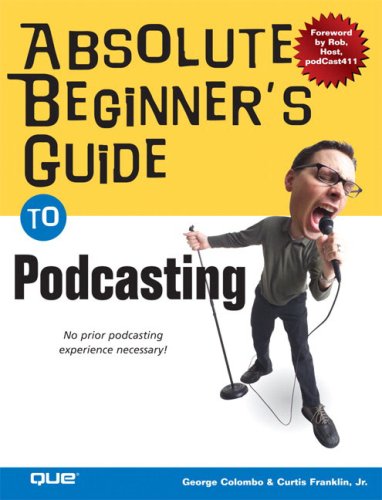 Absolute
Beginner's
Guide
to
Podcasting
Foreword
by Rob,
Host,
podCast411
No prior podcasting
experience necessary!
George Colombo & Curtis Franklin, Jr.
QUE